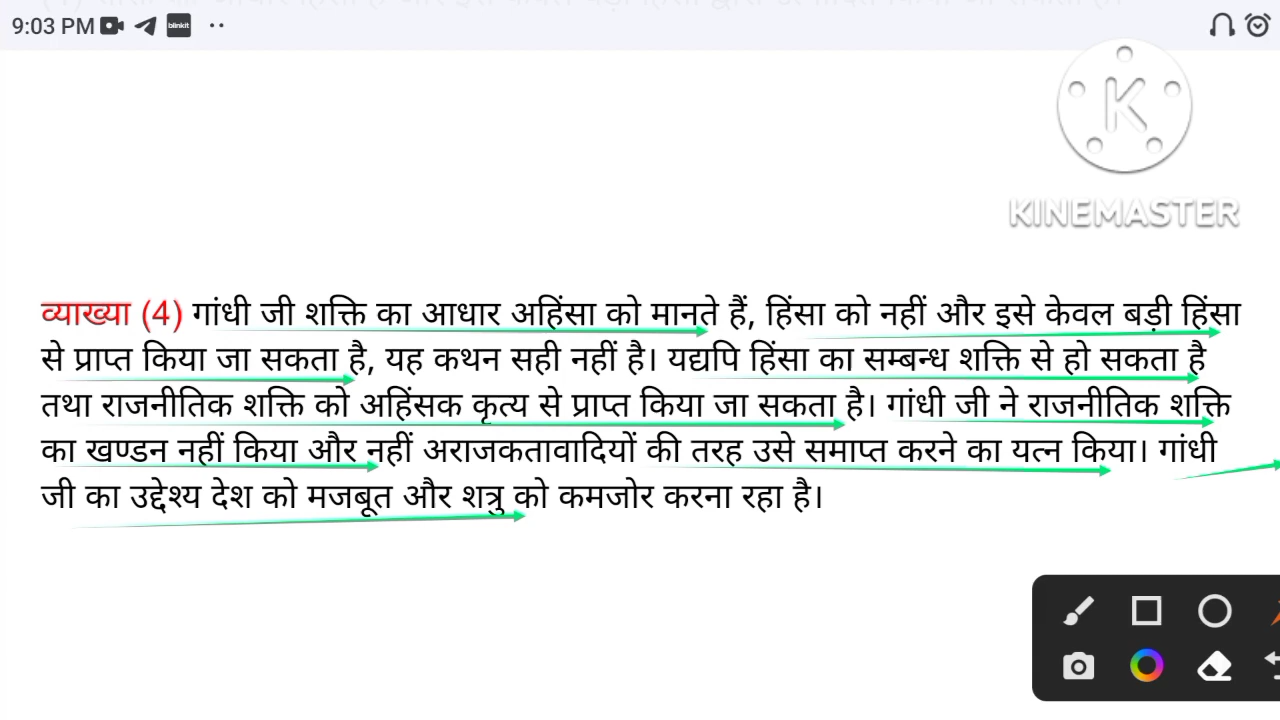 9:03 PM
blinkit
K
KINEMASTER
व्याख्या (4) गांधी जी शक्ति का आधार अहिंसा को मानते हैं, हिंसा को नहीं और इसे केवल बड़ी हिंसा
से प्राप्त किया जा सकता है, यह कथन सही नहीं है। यद्यपि हिंसा का सम्बन्ध शक्ति से हो सकता है
तथा राजनीतिक शक्ति को अहिंसक कृत्य से प्राप्त किया जा सकता है। गांधी जी ने राजनीतिक शक्ति
का खण्डन नहीं किया और नहीं अराजकतावादियों की तरह उसे समाप्त करने का यत्न किया। गांधी
जी का उद्देश्य देश को मजबूत और शत्रु को कमजोर करना रहा है।